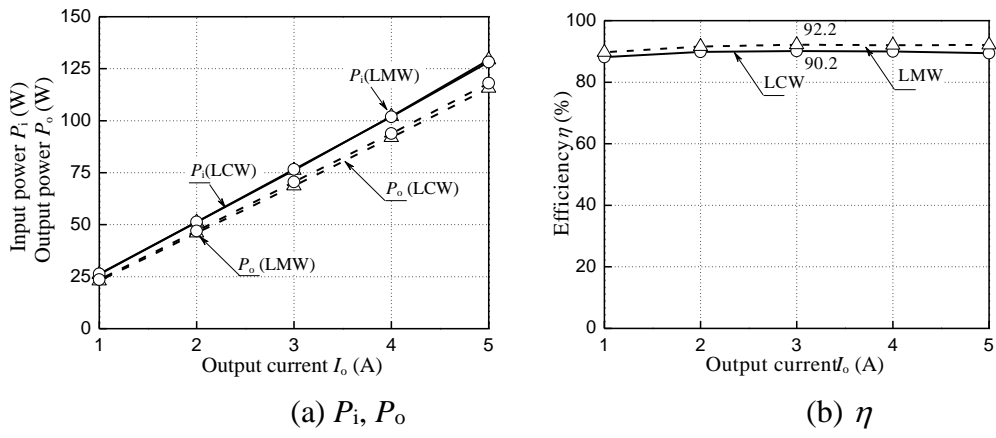 150
125
100
75
50
25
0
Input power Pi (W)
Output power Po (W)
Pi(LMW)
Pi(LCW)
Po(LCW)
Po(LMW)
1 2 3 4 5
Output current Io (A)
(a) Pi, Po
100
80
60
40
20
0
Efficiency η (%)
92.2
90.2
LCW
LMW
1 2 3 4 5
Output current Io (A)
(b) η